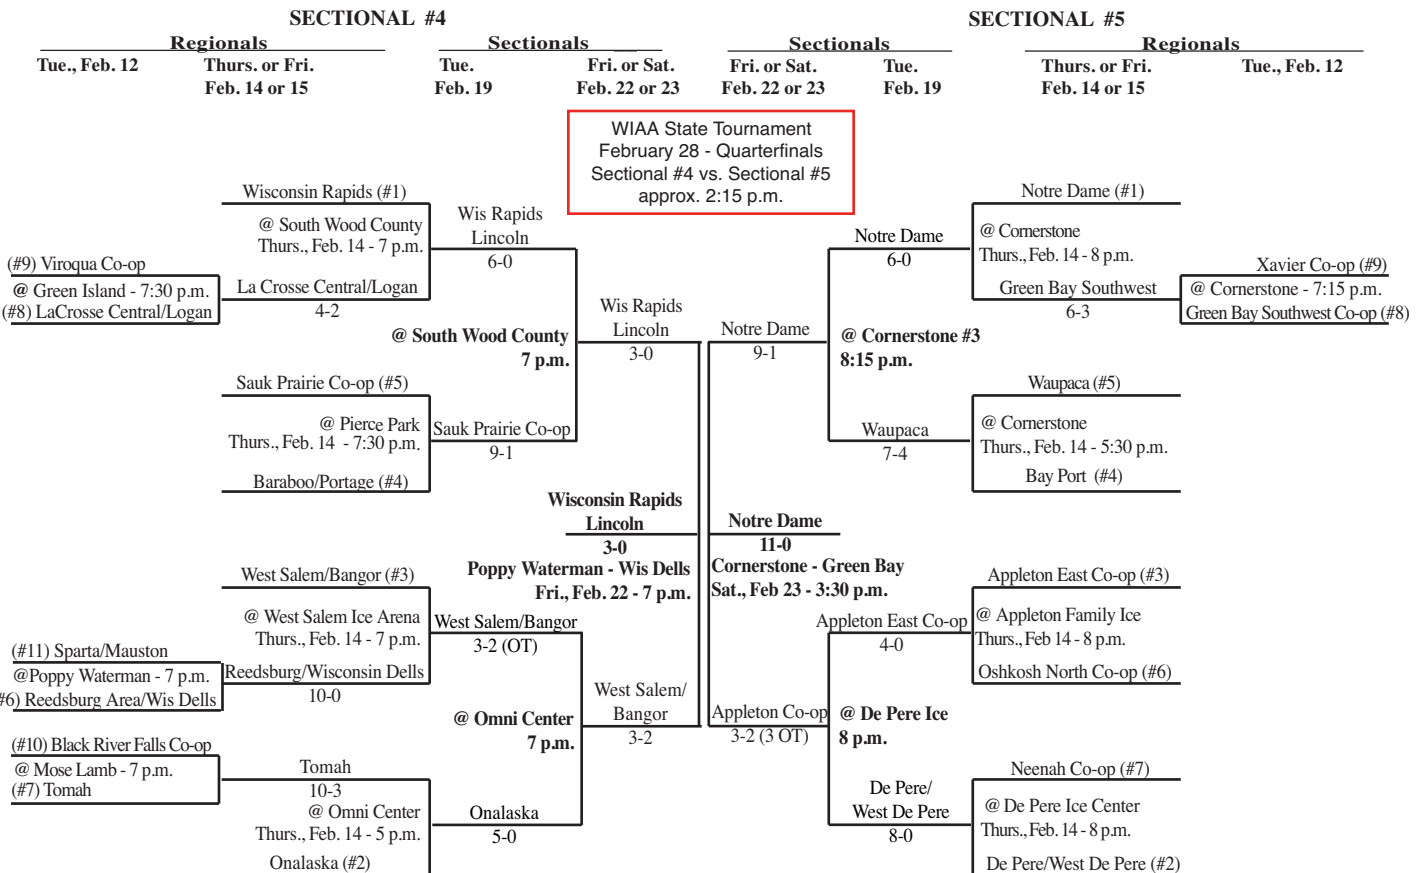 SECTIONAL #4
Regionals
Sectionals
Tue., Feb. 12
Thurs. or Fri.
Feb. 14 or 15
Tue.
Feb. 19
Fri. or Sat.
Feb. 22 or 23
SECTIONAL #5
Sectionals
Regionals
Fri. or Sat.
Feb. 22 or 23
Tue.
Feb. 19
Thurs. or Fri.
Feb. 14 or 15
Tue., Feb. 12
WIAA State Tournament
February 28 - Quarterfinals
Sectional #4 vs. Sectional #5
approx. 2:15 p.m.
Wisconsin Rapids (#1)
@ South Wood County
Thurs., Feb. 14 - 7 p.m.
(#9) Viroqua Co-op
@ Green Island - 7:30 p.m.
(#8) LaCrosse Central/Logan
La Crosse Central/Logan
4-2
Wis Rapids
Lincoln
6-0
@ South Wood County
7 p.m.
Wis Rapids
Lincoln
3-0
Sauk Prairie Co-op (#5)
@ Pierce Park
Thurs., Feb. 14 - 7:30 p.m.
Baraboo/Portage (#4)
Sauk Prairie Co-op
9-1
Wisconsin Rapids
Lincoln
3-0
Poppy Waterman - Wis Dells
Fri., Feb. 22 - 7 p.m.
West Salem/Bangor (#3)
@ West Salem Ice Arena
Thurs., Feb. 14 - 7 p.m.
(#11) Sparta/Mauston
@Poppy Waterman - 7 p.m.
#6) Reedsburg Area/Wis Dells
Reedsburg/Wisconsin Dells
10-0
West Salem/Bangor
3-2 (OT)
@ Omni Center
7 p.m.
West Salem/
Bangor
3-2
(#10) Black River Falls Co-op
@ Mose Lamb - 7 p.m.
(#7) Tomah
Tomah
10-3
@ Omni Center
Thurs., Feb. 14 - 5 p.m.
Onalaska (#2)
Onalaska
5-0
Notre Dame (#1)
@ Cornerstone
Thurs., Feb. 14 - 8 p.m.
Xavier Co-op (#9)
@ Cornerstone - 7:15 p.m.
Green Bay Southwest Co-op (#8)
Green Bay Southwest
6-3
Notre Dame
6-0
@ Cornerstone #3
8:15 p.m.
Notre Dame
9-1
Waupaca (#5)
@ Cornerstone
Thurs., Feb. 14 - 5:30 p.m.
Bay Port (#4)
Waupaca
7-4
Notre Dame
11-0
Cornerstone - Green Bay
Sat., Feb 23 - 3:30 p.m.
Appleton East Co-op (#3)
@ Appleton Family Ice
Thurs., Feb 14 - 8 p.m.
Oshkosh North Co-op (#6)
Appleton East Co-op
4-0
Appleton Co-op
3-2 (3 OT)
@ De Pere Ice
8 p.m.
Neenah Co-op (#7)
@ De Pere Ice Center
Thurs., Feb. 14 - 8 p.m.
De Pere/West De Pere (#2)
De Pere/
West De Pere
8-0